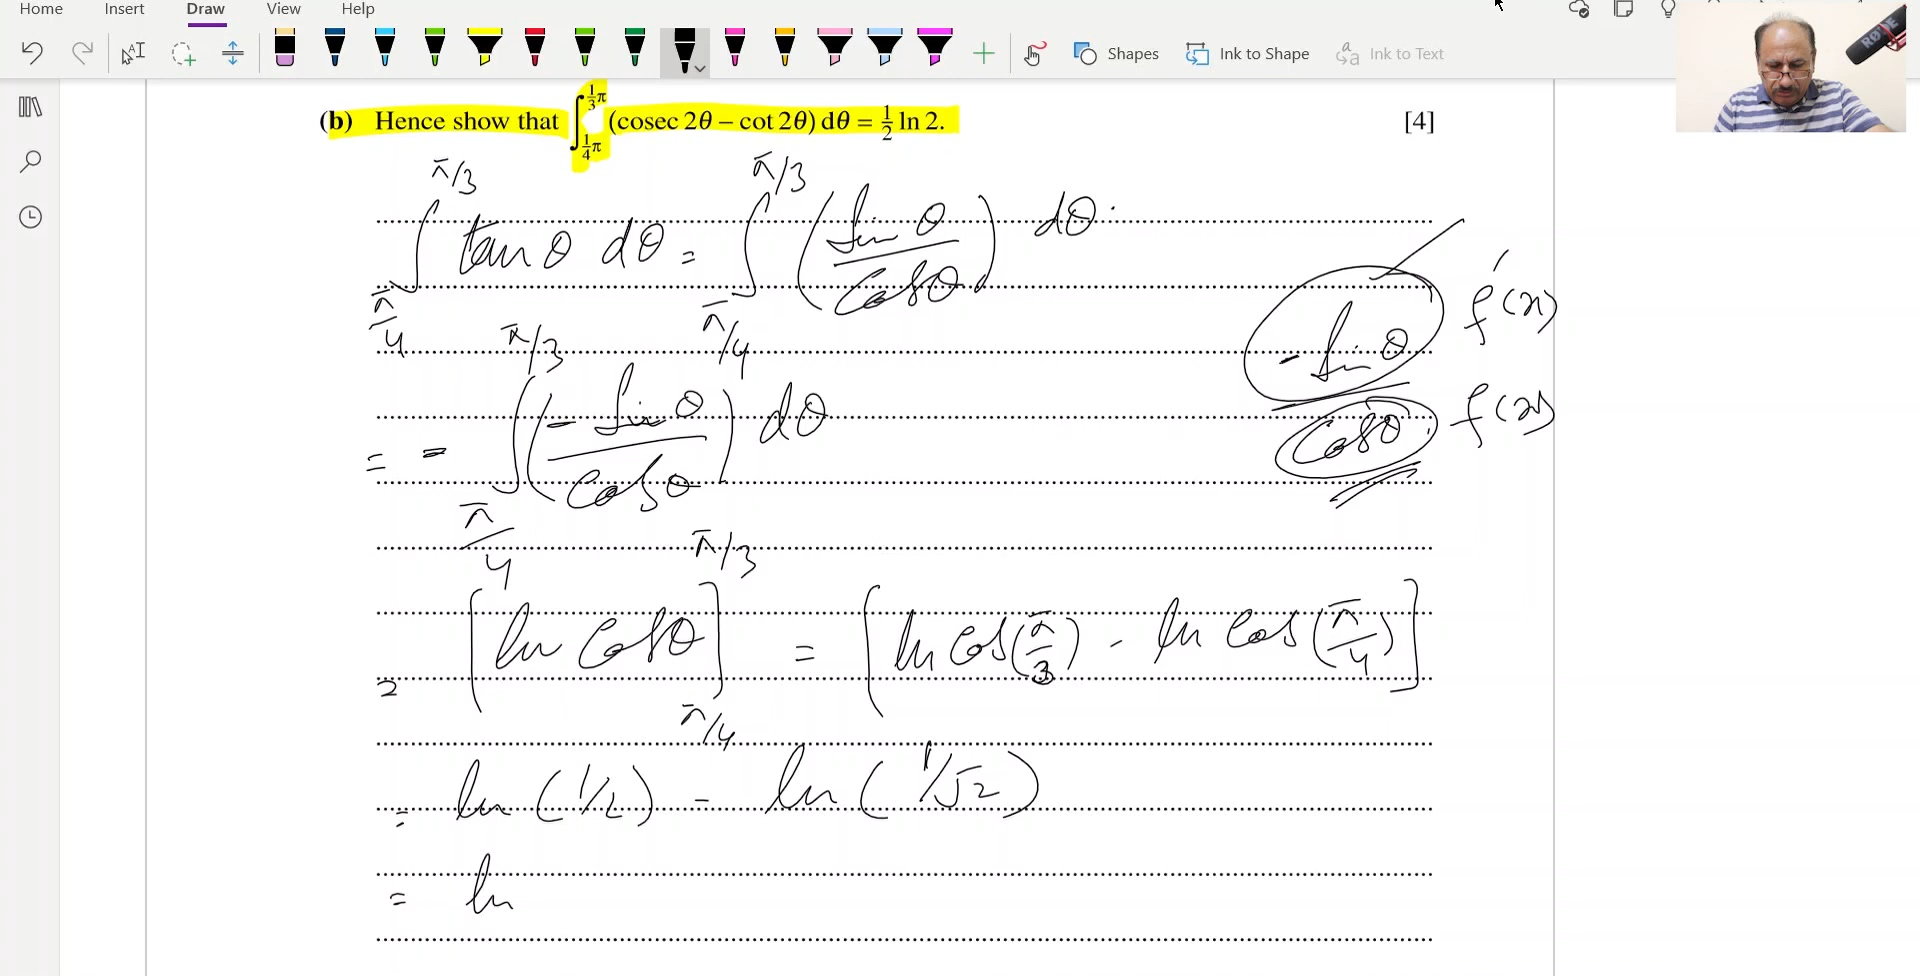 Home Insert Draw View Help
Shapes Ink to Shape Ink to Text
RØDE
(b) Hence show that ∫_{¼π}^{⅓π} (cosec 2θ − cot 2θ) dθ = ½ ln 2. [4]
∫_{π/4}^{π/3} tan θ dθ = ∫_{π/4}^{π/3} (sin θ / cos θ) dθ.
− sin θ f'(x)
cos θ f(x)
= − ∫_{π/4}^{π/3} (− sin θ / cos θ) dθ
= [ln cos θ]_{π/4}^{π/3} = [ln cos(π/3) − ln cos(π/4)]
= ln (1/2) − ln (1/√2)
= ln